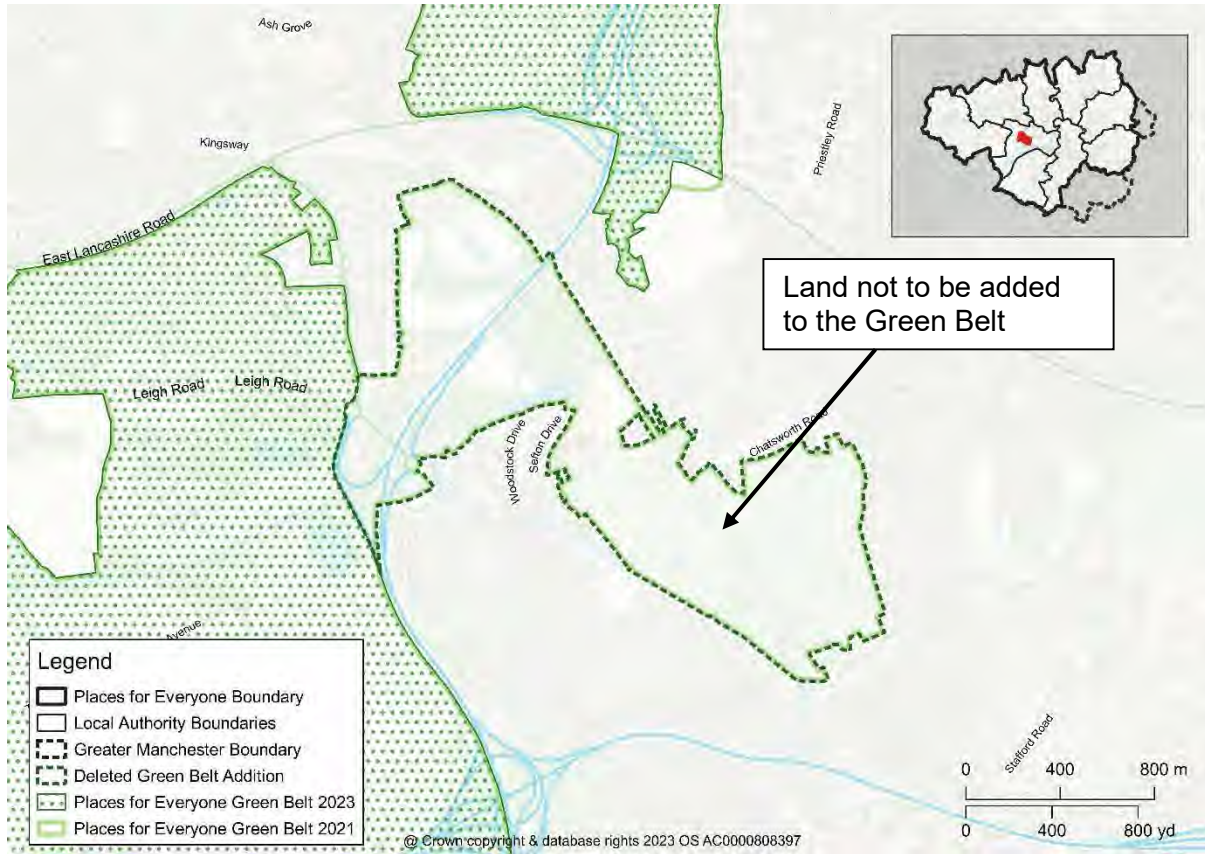 Ash Grove
Kingsway
Priestley Road
East Lancashire Road
Land not to be added
to the Green Belt
Leigh Road
Leigh Road
Woodstock Drive
Sefton Drive
Chatsworth Road
Avenue
Stafford Road
Legend
Places for Everyone Boundary
Local Authority Boundaries
Greater Manchester Boundary
Deleted Green Belt Addition
Places for Everyone Green Belt 2023
Places for Everyone Green Belt 2021
@ Crown copyright & database rights 2023 OS AC0000808397
0 400 800 m
0 400 800 yd